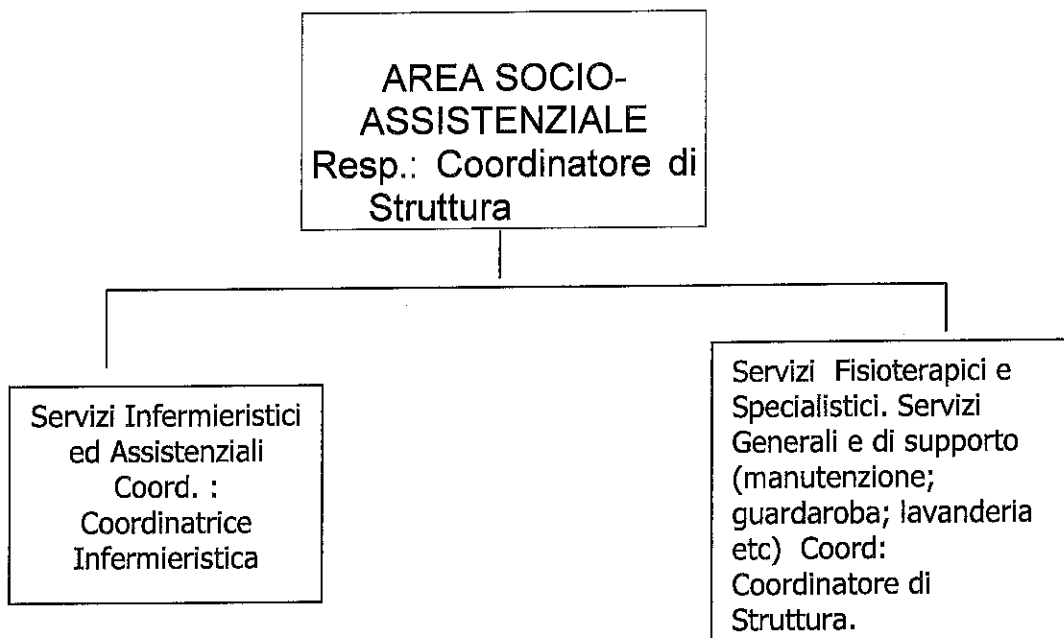 AREA SOCIO-
ASSISTENZIALE
Resp.: Coordinatore di
Struttura
Servizi Infermieristici
ed Assistenziali
Coord. :
Coordinatrice
Infermieristica
Servizi Fisioterapici e
Specialistici. Servizi
Generali e di supporto
(manutenzione;
guardaroba; lavanderia
etc) Coord:
Coordinatore di
Struttura.